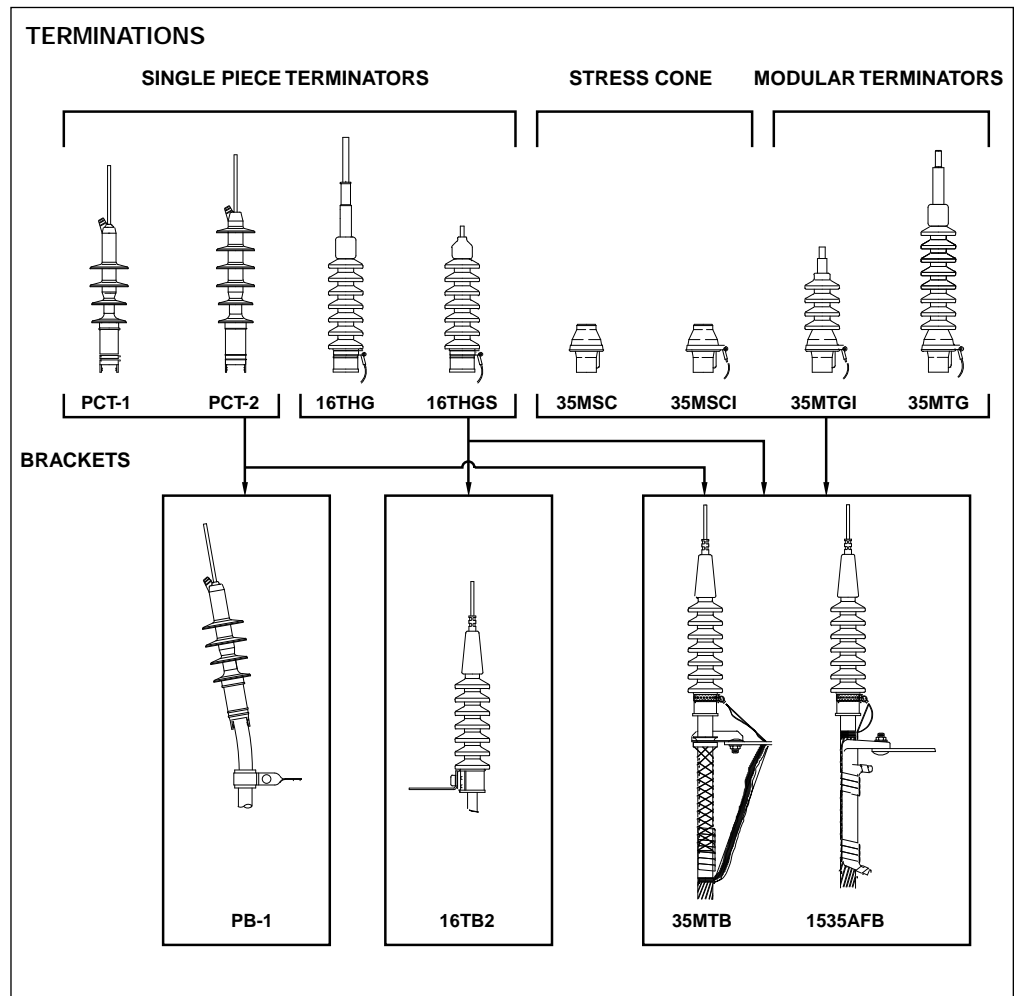 TERMINATIONS
SINGLE PIECE TERMINATORS STRESS CONE MODULAR TERMINATORS
PCT-1 PCT-2 16THG 16THGS 35MSC 35MSCI 35MTGI 35MTG
BRACKETS
PB-1 16TB2 35MTB 1535AFB